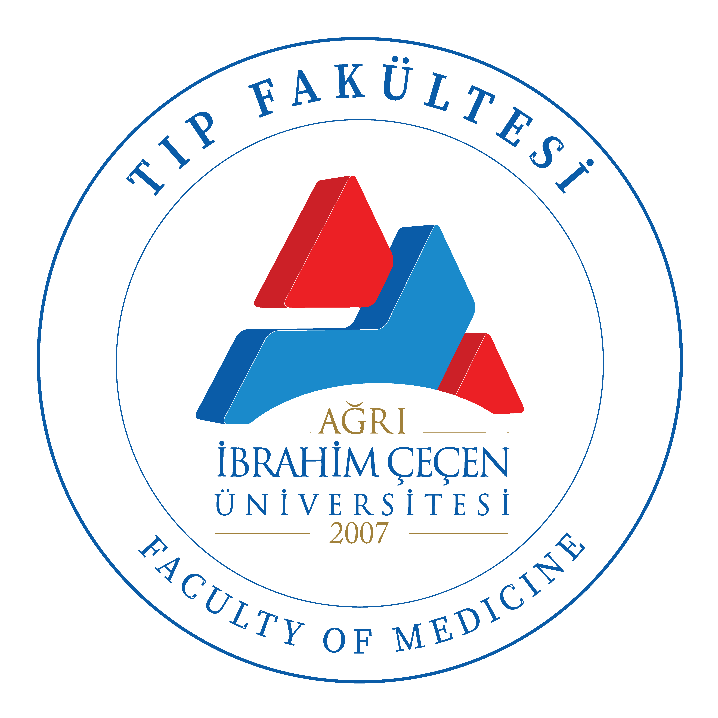 TIP FAKÜLTESİ
AĞRI
İBRAHİM ÇEÇEN
ÜNİVERSİTESİ
2007
FACULTY OF MEDICINE